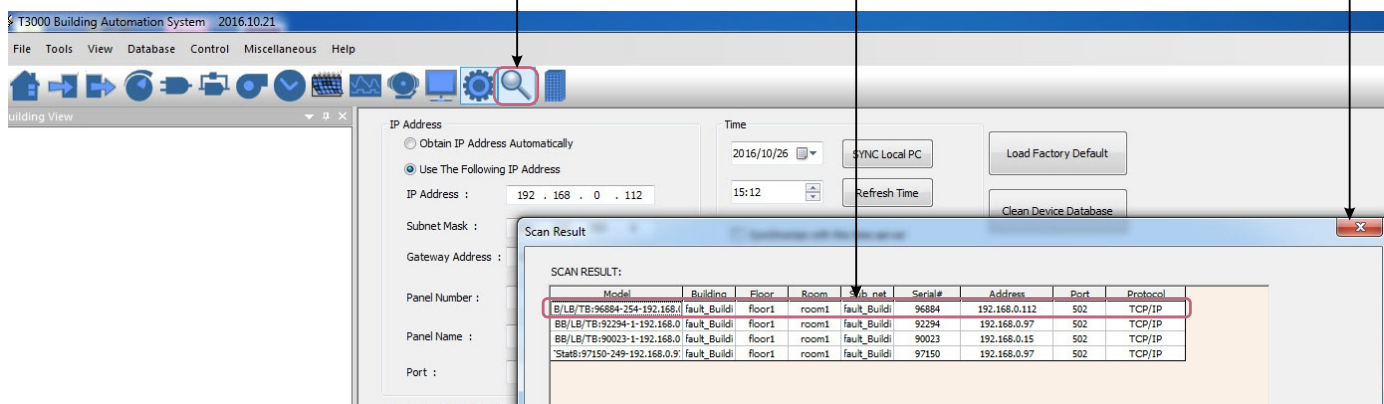 T3000 Building Automation System 2016.10.21
File Tools View Database Control Miscellaneous Help
uilding View
IP Address
Obtain IP Address Automatically
Use The Following IP Address
IP Address : 192 . 168 . 0 . 112
Subnet Mask :
Gateway Address :
Panel Number :
Panel Name :
Port :
Time
2016/10/26
SYNC Local PC
15:12
Refresh Time
Load Factory Default
Clean Device Database
Scan Result
SCAN RESULT:
Model Building Floor Room Sub_net Serial# Address Port Protocol
B/LB/TB:96884-254-192.168.( fault_Buildi floor1 room1 fault_Buildi 96884 192.168.0.112 502 TCP/IP
BB/LB/TB:92294-1-192.168.0 fault_Buildi floor1 room1 fault_Buildi 92294 192.168.0.97 502 TCP/IP
BB/LB/TB:90023-1-192.168.0 fault_Buildi floor1 room1 fault_Buildi 90023 192.168.0.15 502 TCP/IP
Stat8:97150-249-192.168.0.9 fault_Buildi floor1 room1 fault_Buildi 97150 192.168.0.97 502 TCP/IP